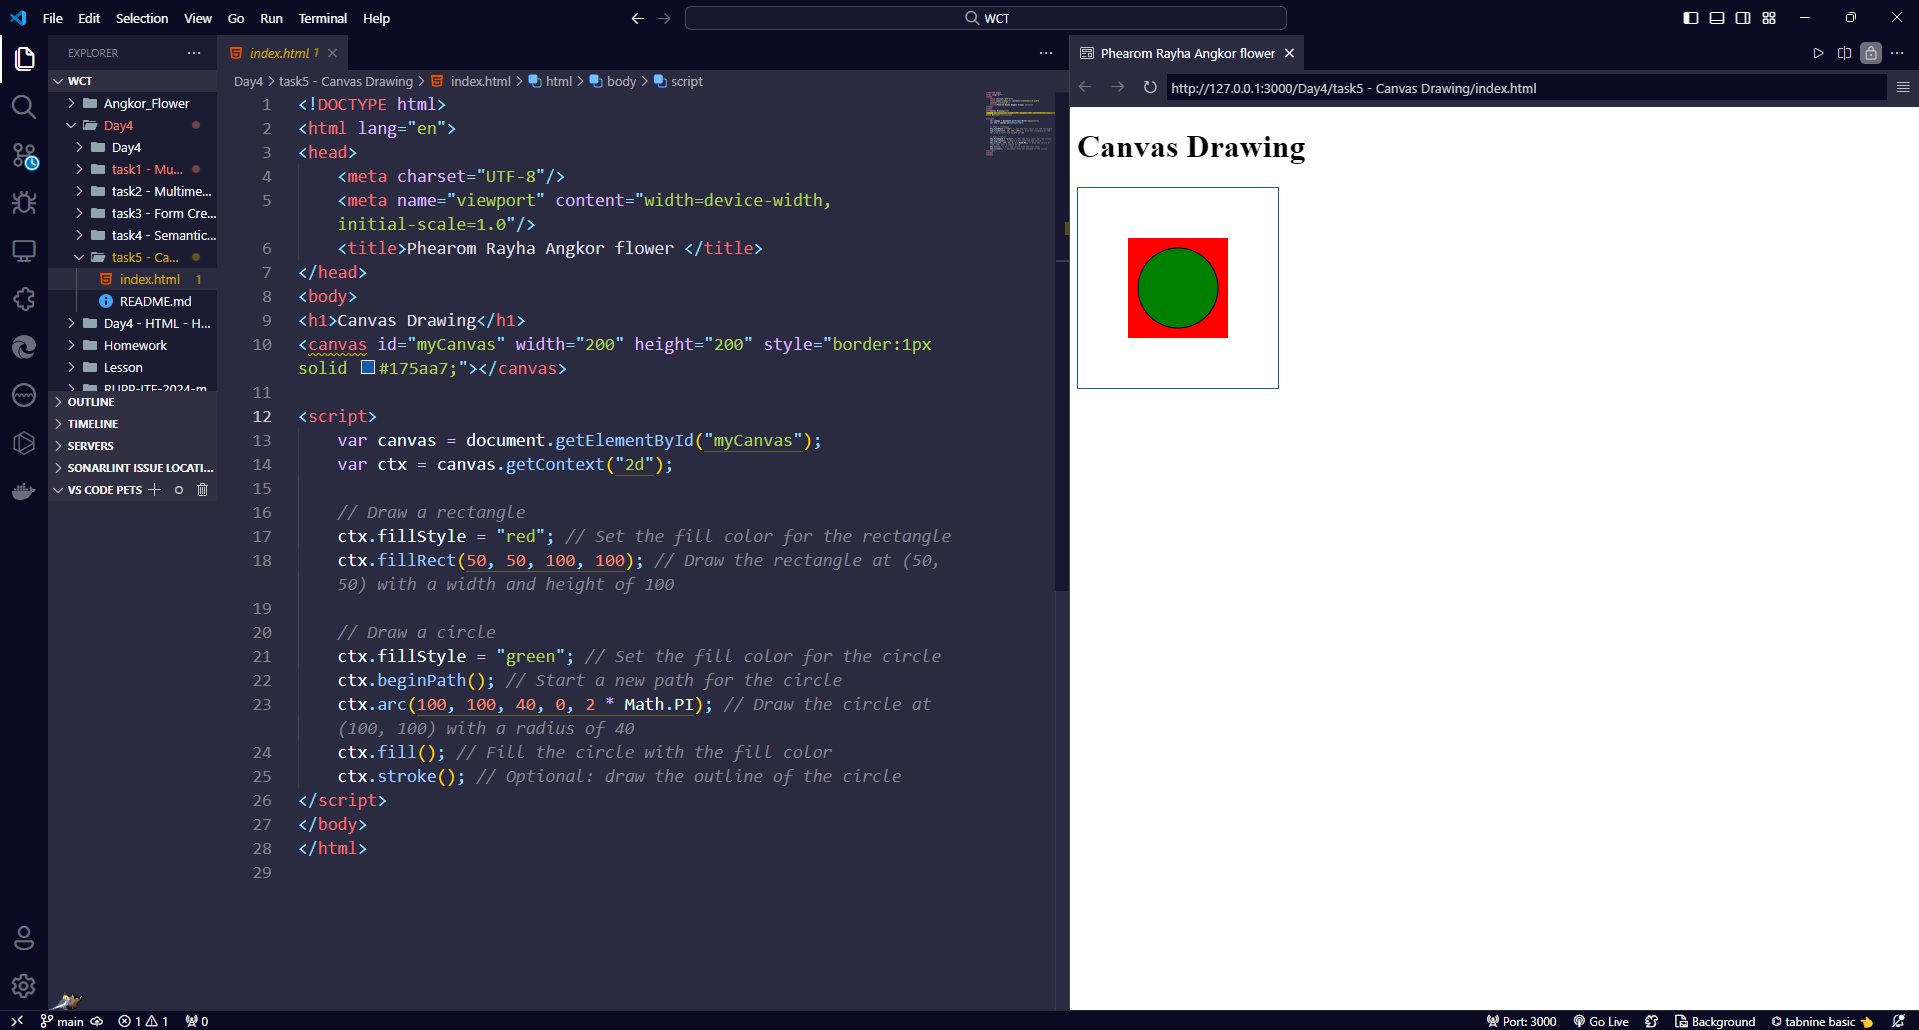 File Edit Selection View Go Run Terminal Help
WCT
EXPLORER
WCT
Angkor_Flower
Day4
Day4
task1 - Mu...
task2 - Multime...
task3 - Form Cre...
task4 - Semantic...
task5 - Ca...
index.html 1
README.md
Day4 - HTML - H...
Homework
Lesson
RUPP-ITE-2024-m...
OUTLINE
TIMELINE
SERVERS
SONARLINT ISSUE LOCATI...
VS CODE PETS
index.html 1
Day4 > task5 - Canvas Drawing > index.html > html > body > script
1 <!DOCTYPE html>
2 <html lang="en">
3 <head>
4 <meta charset="UTF-8"/>
5 <meta name="viewport" content="width=device-width,
initial-scale=1.0"/>
6 <title>Phearom Rayha Angkor flower </title>
7 </head>
8 <body>
9 <h1>Canvas Drawing</h1>
10 <canvas id="myCanvas" width="200" height="200" style="border:1px
solid #175aa7;"></canvas>
11
12 <script>
13 var canvas = document.getElementById("myCanvas");
14 var ctx = canvas.getContext("2d");
15
16 // Draw a rectangle
17 ctx.fillStyle = "red"; // Set the fill color for the rectangle
18 ctx.fillRect(50, 50, 100, 100); // Draw the rectangle at (50,
50) with a width and height of 100
19
20 // Draw a circle
21 ctx.fillStyle = "green"; // Set the fill color for the circle
22 ctx.beginPath(); // Start a new path for the circle
23 ctx.arc(100, 100, 40, 0, 2 * Math.PI); // Draw the circle at
(100, 100) with a radius of 40
24 ctx.fill(); // Fill the circle with the fill color
25 ctx.stroke(); // Optional: draw the outline of the circle
26 </script>
27 </body>
28 </html>
29
Phearom Rayha Angkor flower
http://127.0.0.1:3000/Day4/task5 - Canvas Drawing/index.html
Canvas Drawing
main 1 1 0
Port: 3000 Go Live Background tabnine basic